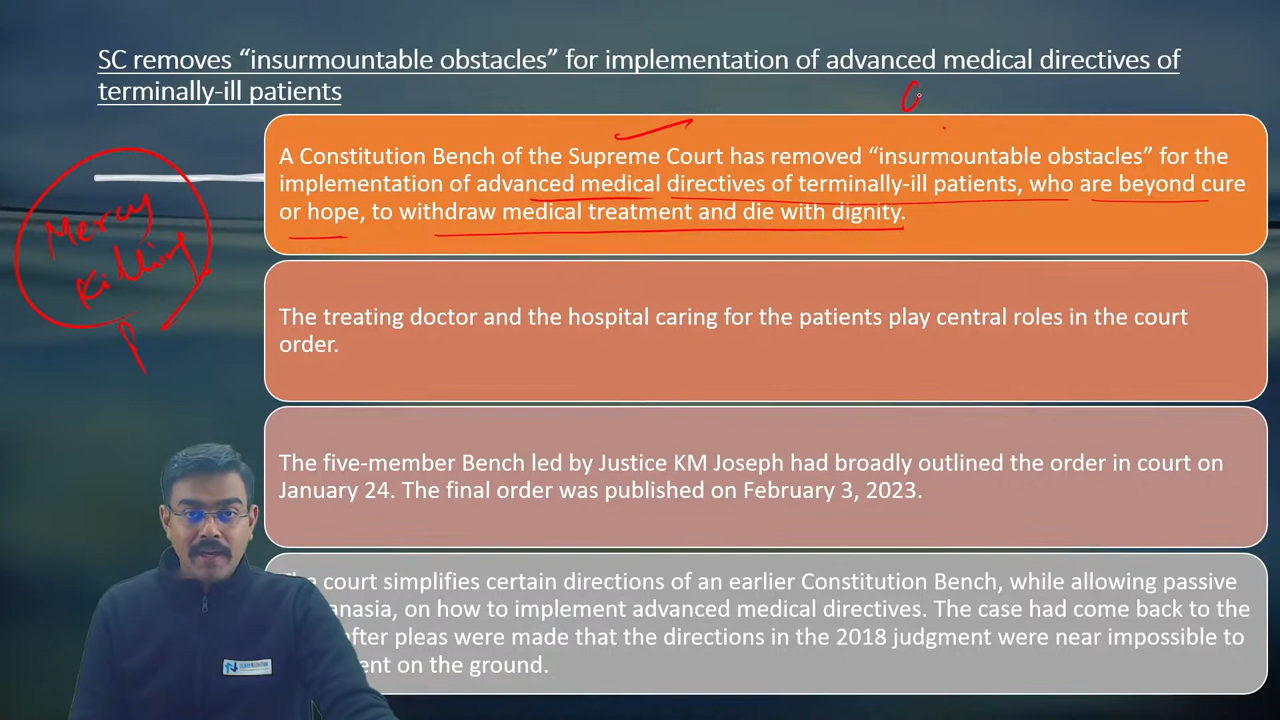 SC removes “insurmountable obstacles” for implementation of advanced medical directives of
terminally-ill patients
A Constitution Bench of the Supreme Court has removed “insurmountable obstacles” for the
implementation of advanced medical directives of terminally-ill patients, who are beyond cure
or hope, to withdraw medical treatment and die with dignity.
Mercy
Killing
The treating doctor and the hospital caring for the patients play central roles in the court
order.
The five-member Bench led by Justice KM Joseph had broadly outlined the order in court on
January 24. The final order was published on February 3, 2023.
court simplifies certain directions of an earlier Constitution Bench, while allowing passive
on how to implement advanced medical directives. The case had come back to the
after pleas were made that the directions in the 2018 judgment were near impossible to
on the ground.